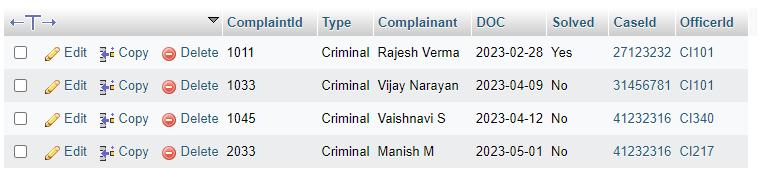 ComplaintId Type Complainant DOC Solved CaseId OfficerId
Edit Copy Delete 1011 Criminal Rajesh Verma 2023-02-28 Yes 27123232 CI101
Edit Copy Delete 1033 Criminal Vijay Narayan 2023-04-09 No 31456781 CI101
Edit Copy Delete 1045 Criminal Vaishnavi S 2023-04-12 No 41232316 CI340
Edit Copy Delete 2033 Criminal Manish M 2023-05-01 No 41232316 CI217